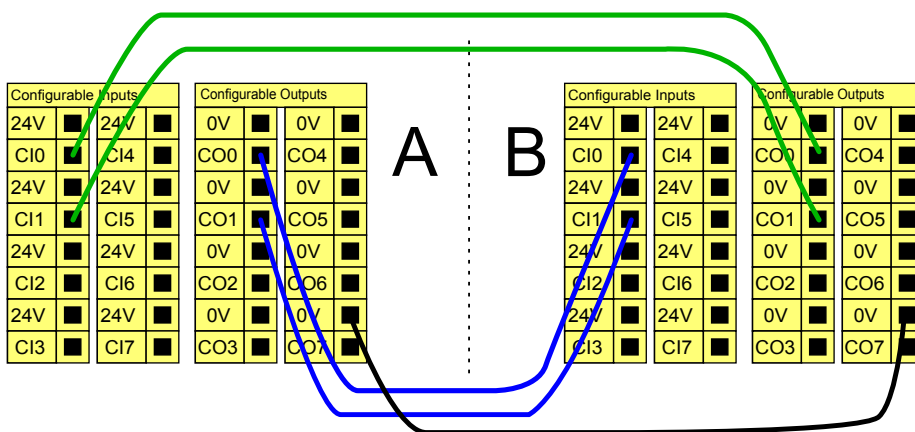 Configurable Inputs
24V 24V
CI0 CI4
24V 24V
CI1 CI5
24V 24V
CI2 CI6
24V 24V
CI3 CI7
Configurable Outputs
0V 0V
CO0 CO4
0V 0V
CO1 CO5
0V 0V
CO2 CO6
0V 0V
CO3 CO7
A
B
Configurable Inputs
24V 24V
CI0 CI4
24V 24V
CI1 CI5
24V 24V
CI2 CI6
24V 24V
CI3 CI7
Configurable Outputs
0V 0V
CO0 CO4
0V 0V
CO1 CO5
0V 0V
CO2 CO6
0V 0V
CO3 CO7